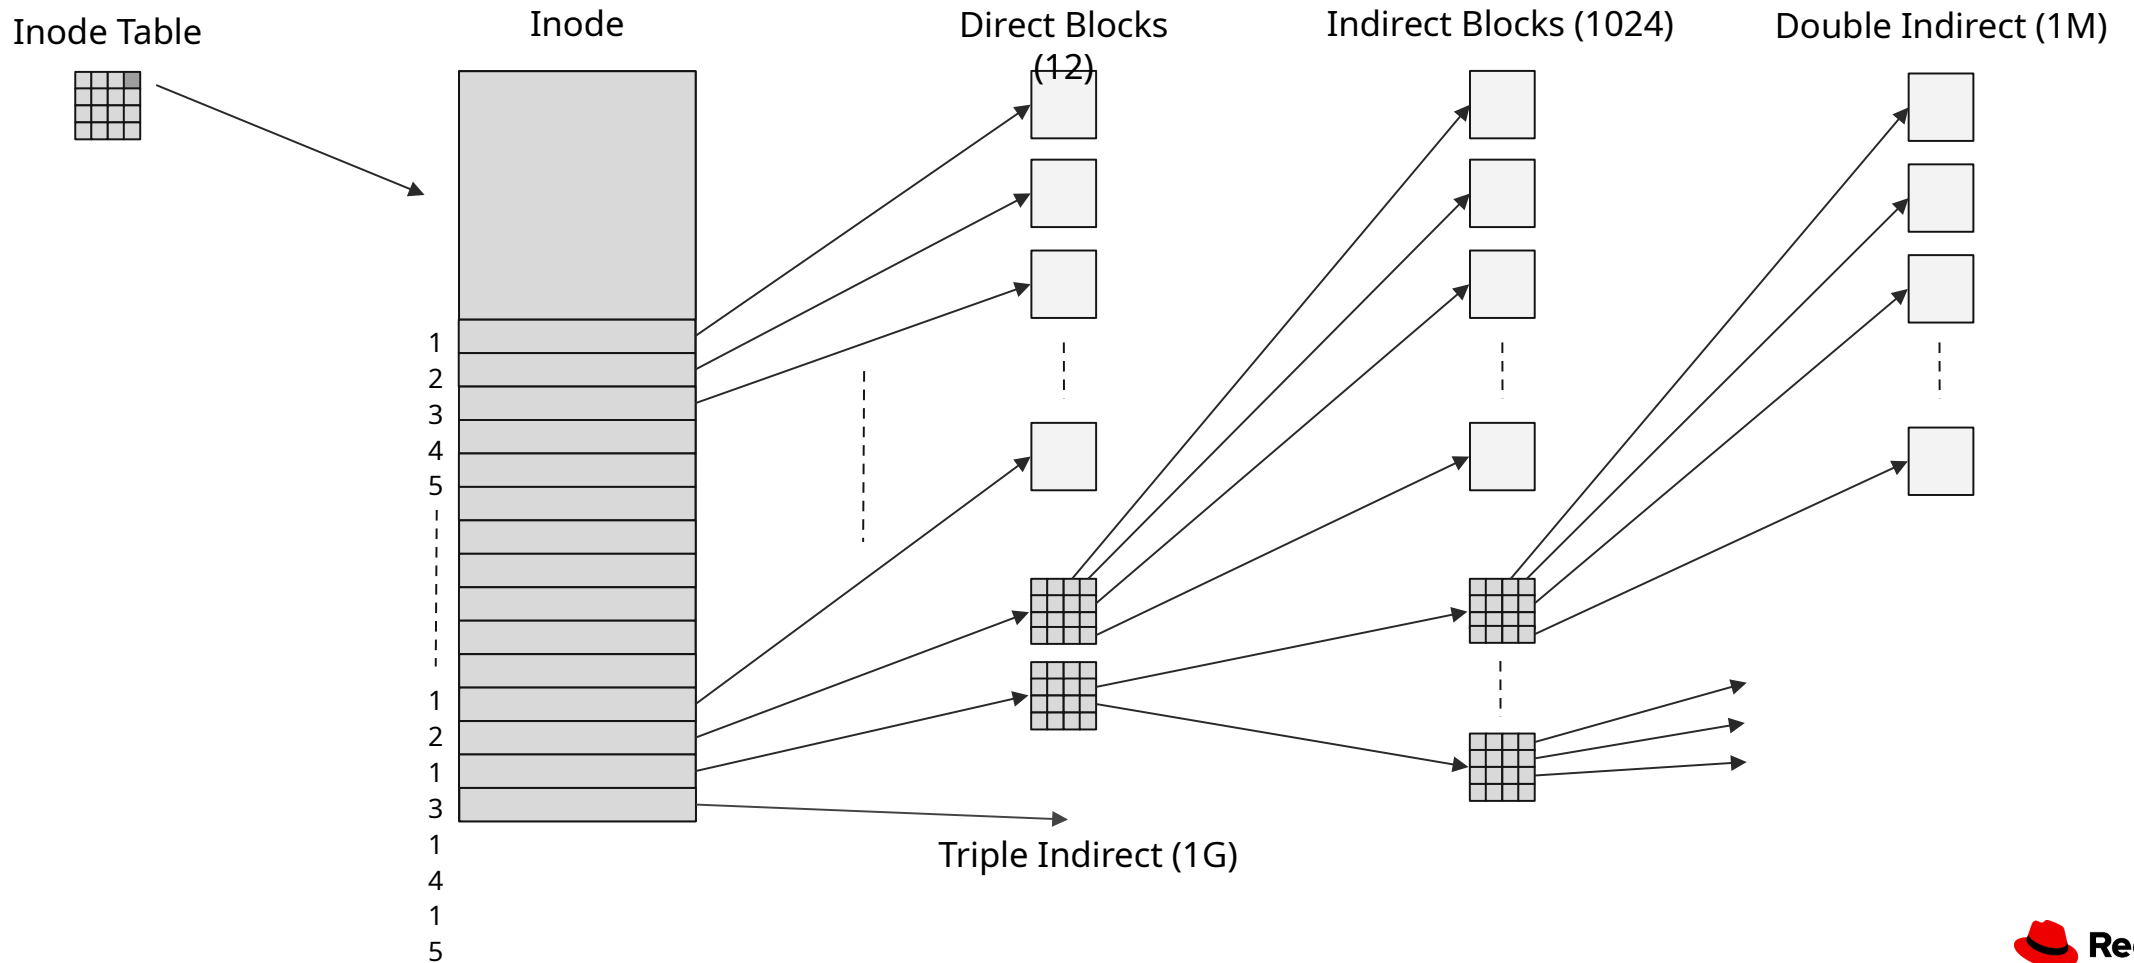 Inode Table
Inode
Direct Blocks
(12)
Indirect Blocks (1024)
Double Indirect (1M)
1
2
3
4
5
1
2
1
3
1
4
1
5
Triple Indirect (1G)